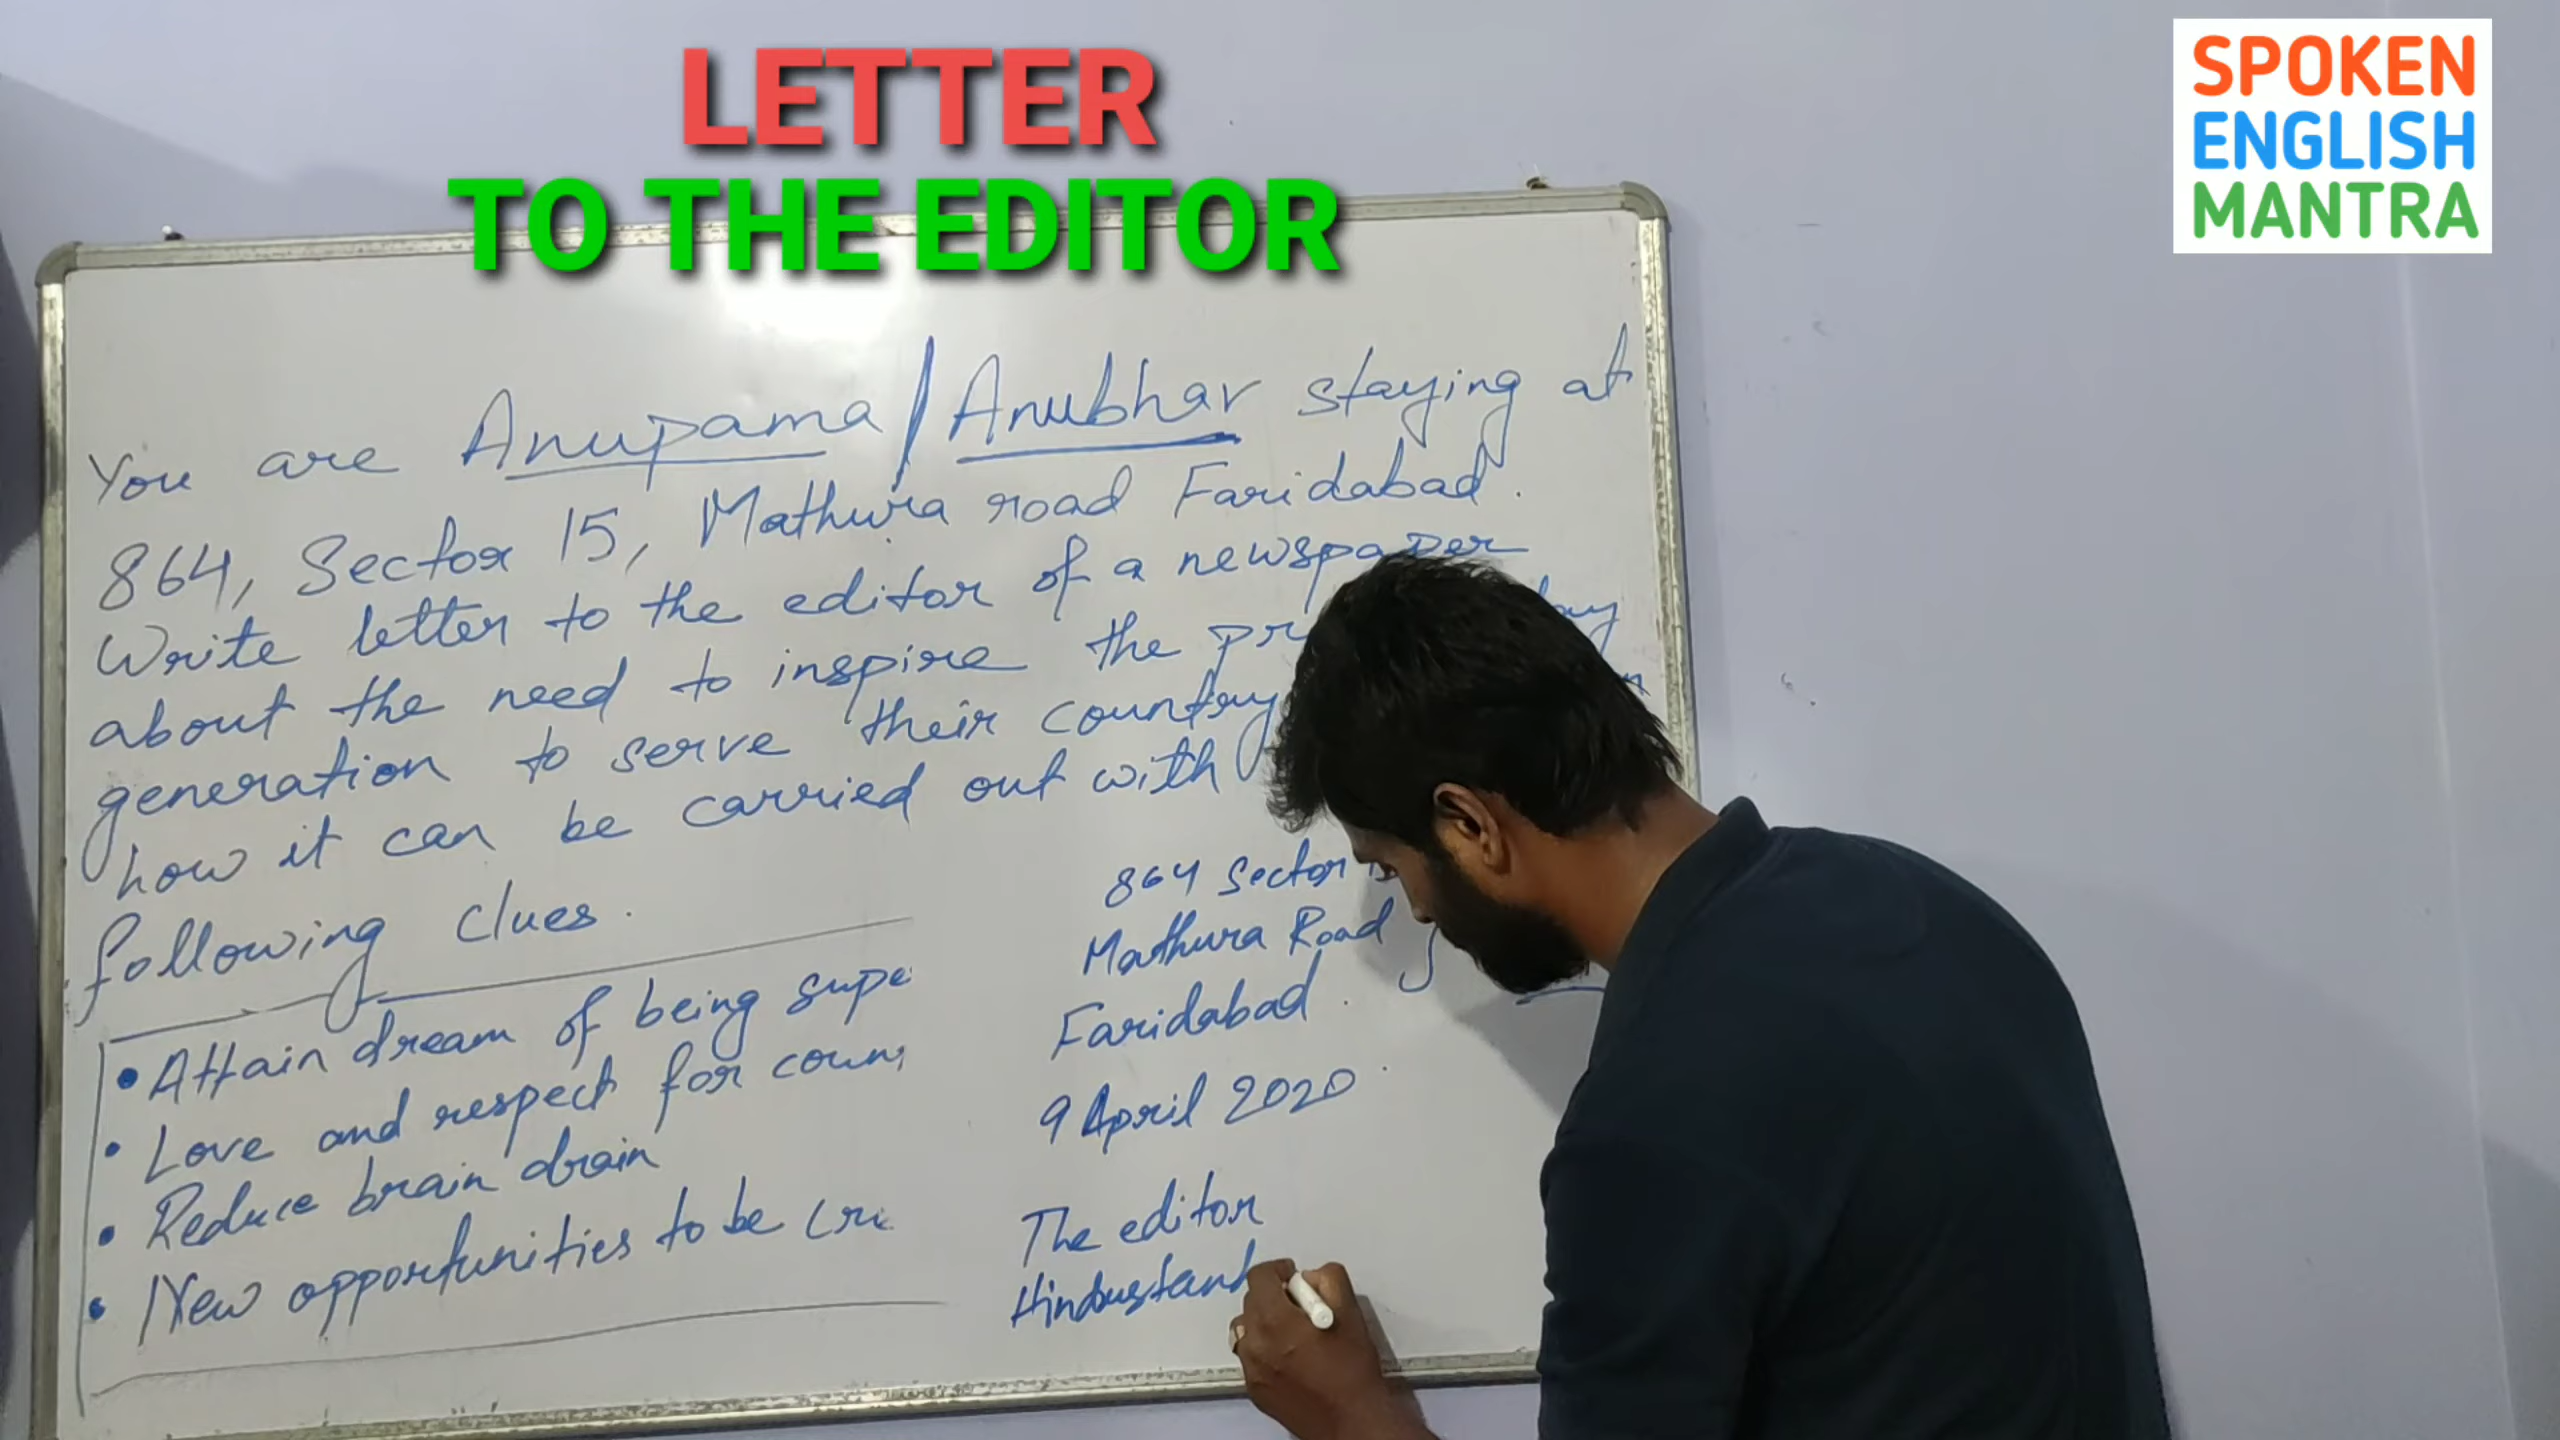 LETTER
TO THE EDITOR
SPOKEN
ENGLISH
MANTRA
You are Anupama / Anubhav staying at
864, Sector 15, Mathura road Faridabad.
Write letter to the editor of a newspaper
about the need to inspire the
generation to serve their country
how it can be carried out with
following clues.
• Attain dream of being
• Love and respect for
• Reduce brain drain
• New opportunities to be
864 Sector
Mathura Road
Faridabad.
9 April 2020
The editor